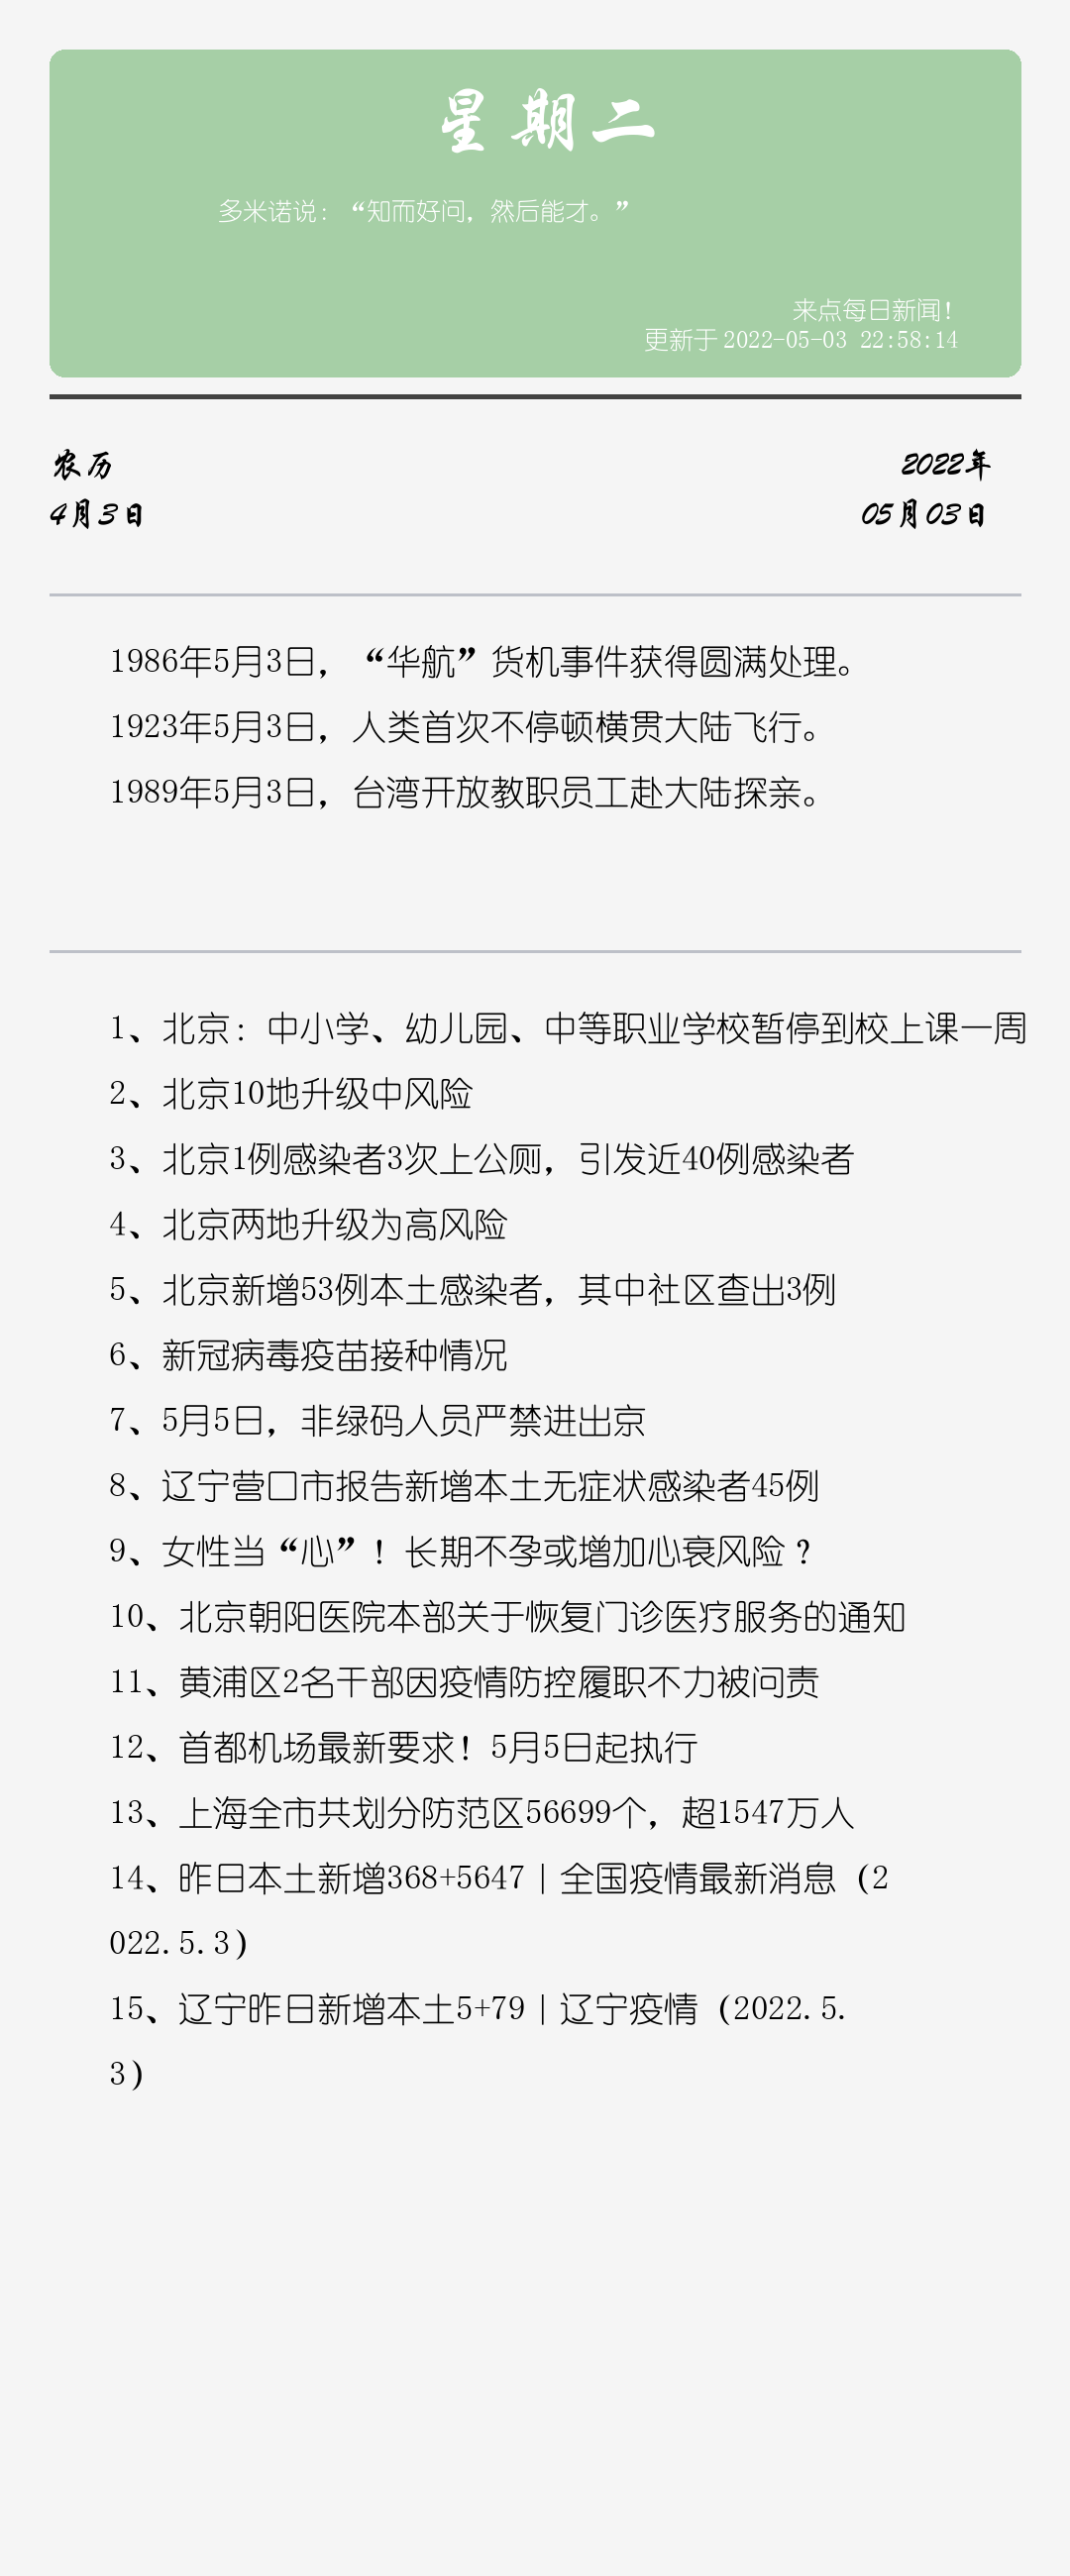 星期二
多米诺说：“知而好问，然后能才。”
来点每日新闻！
更新于2022-05-03 22:58:14
农历
2022年
4月3日
05月03日
1986年5月3日，“华航”货机事件获得圆满处理。
1923年5月3日，人类首次不停顿横贯大陆飞行。
1989年5月3日，台湾开放教职员工赴大陆探亲。
1、北京：中小学、幼儿园、中等职业学校暂停到校上课一周
2、北京10地升级中风险
3、北京1例感染者3次上公厕，引发近40例感染者
4、北京两地升级为高风险
5、北京新增53例本土感染者，其中社区查出3例
6、新冠病毒疫苗接种情况
7、5月5日，非绿码人员严禁进出京
8、辽宁营口市报告新增本土无症状感染者45例
9、女性当“心”！长期不孕或增加心衰风险？
10、北京朝阳医院本部关于恢复门诊医疗服务的通知
11、黄浦区2名干部因疫情防控履职不力被问责
12、首都机场最新要求！5月5日起执行
13、上海全市共划分防范区56699个，超1547万人
14、昨日本土新增368+5647｜全国疫情最新消息（2
022.5.3）
15、辽宁昨日新增本土5+79｜辽宁疫情（2022.5.
3）